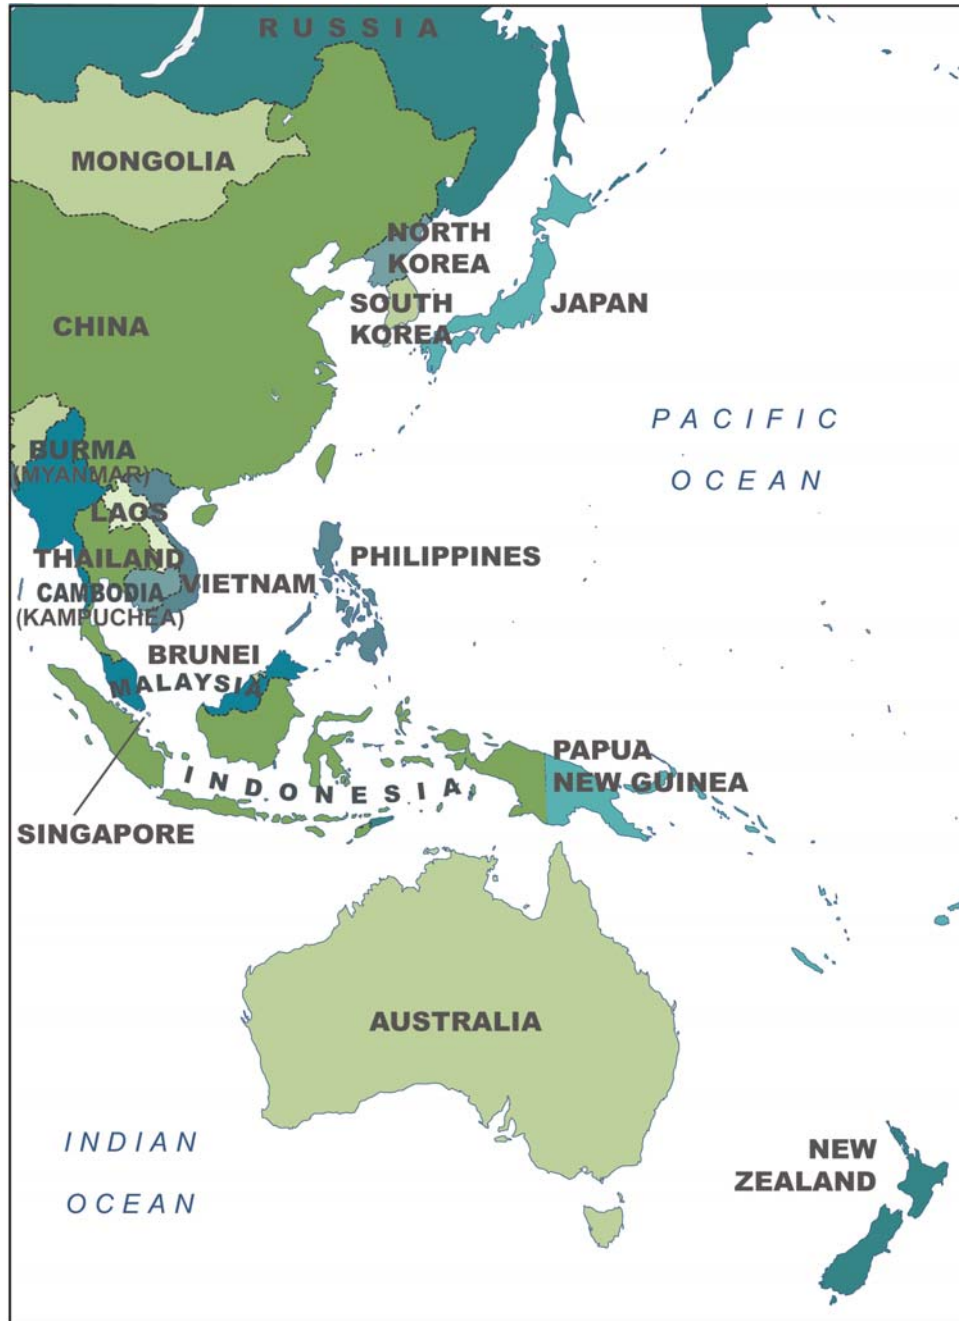 RUSSIA
MONGOLIA
NORTH
KOREA
SOUTH
KOREA
JAPAN
CHINA
PACIFIC
OCEAN
BURMA
(MYANMAR)
LAOS
THAILAND
PHILIPPINES
CAMBODIA
(KAMPUCHEA)
VIETNAM
BRUNEI
MALAYSIA
INDONESIA
PAPUA
NEW GUINEA
SINGAPORE
AUSTRALIA
INDIAN
OCEAN
NEW
ZEALAND